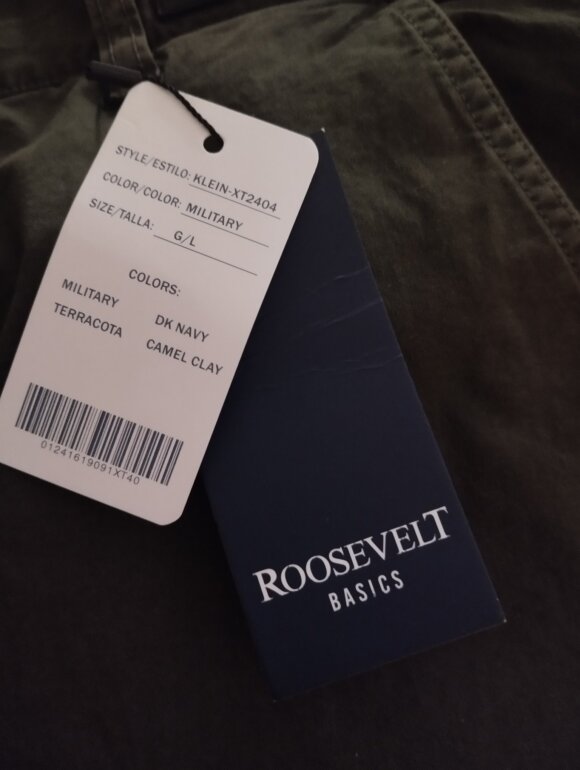 STYLE/ESTILO: KLEIN-XT2404
COLOR/COLOR: MILITARY
SIZE/TALLA: G/L
COLORS:
MILITARY DK NAVY
TERRACOTA CAMEL CLAY
01241619091XT40
ROOSEVELT
BASICS